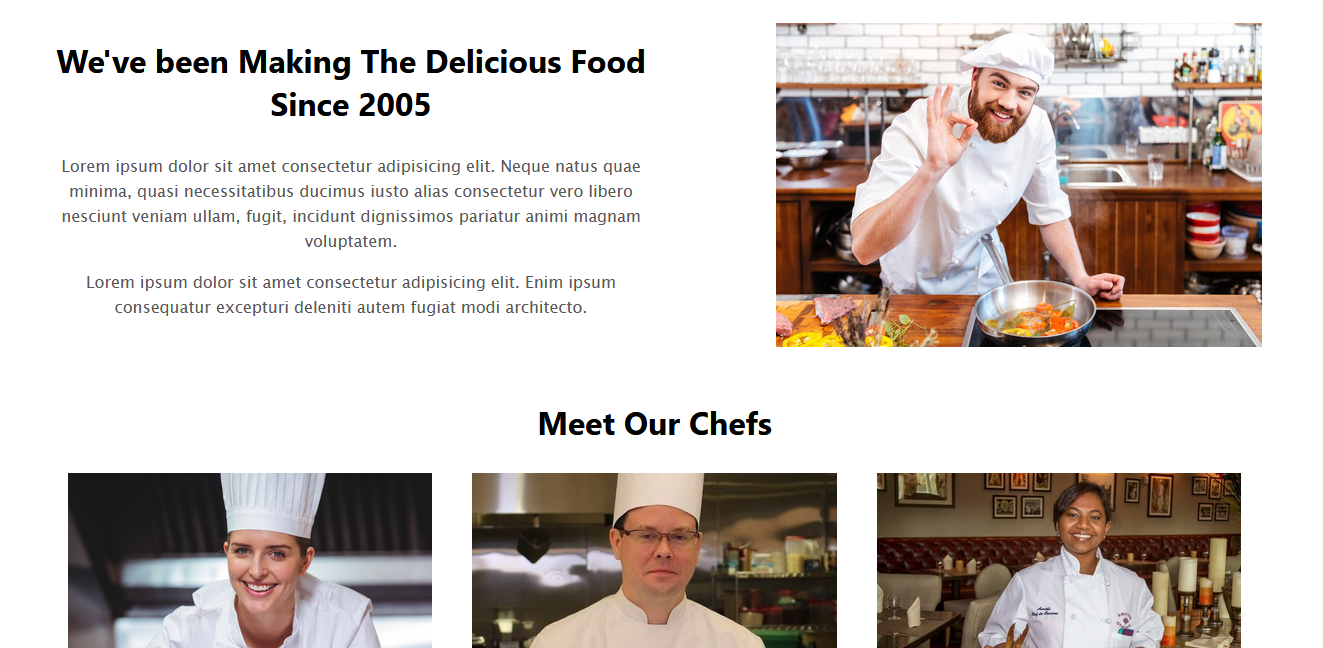 We've been Making The Delicious Food
Since 2005
Lorem ipsum dolor sit amet consectetur adipisicing elit. Neque natus quae
minima, quasi necessitatibus ducimus iusto alias consectetur vero libero
nesciunt veniam ullam, fugit, incidunt dignissimos pariatur animi magnam
voluptatem.
Lorem ipsum dolor sit amet consectetur adipisicing elit. Enim ipsum
consequatur excepturi deleniti autem fugiat modi architecto.
Meet Our Chefs